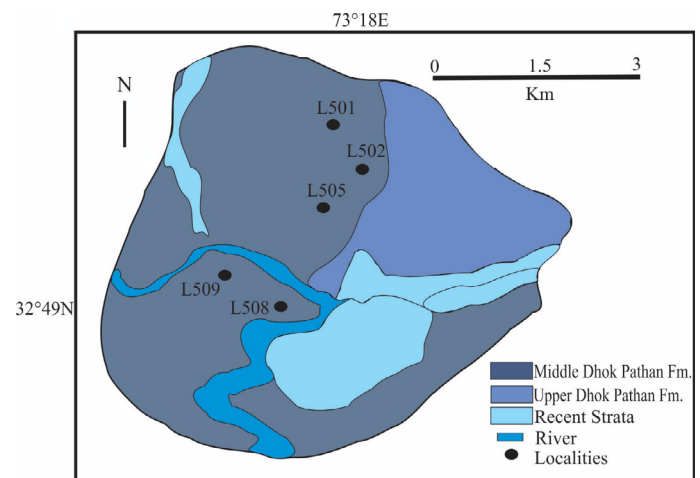 73°18E
0 1.5 3
Km
N
L501
L502
L505
L509
L508
32°49N
Middle Dhok Pathan Fm.
Upper Dhok Pathan Fm.
Recent Strata
River
Localities